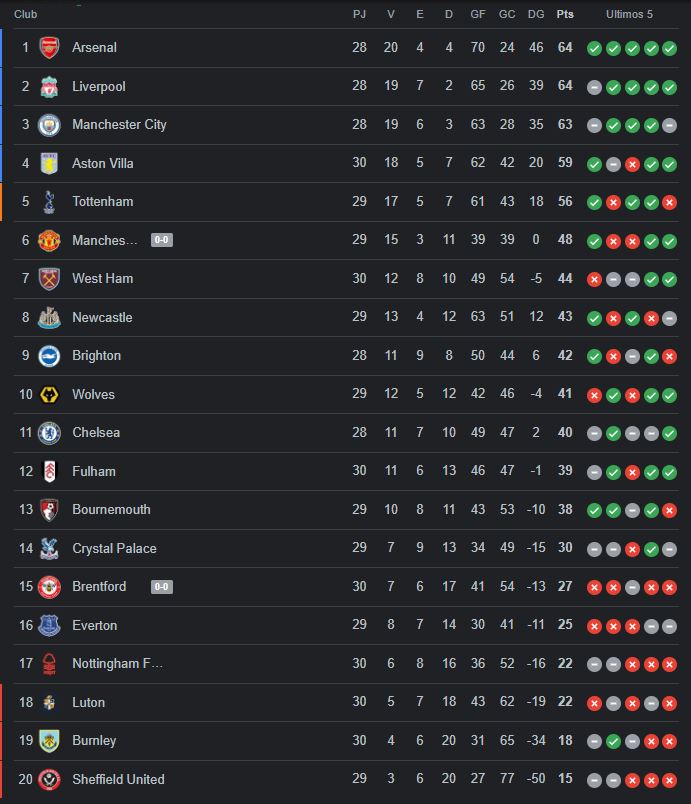 Club PJ V E D GF GC DG Pts Ultimos 5
1 Arsenal 28 20 4 4 70 24 46 64
2 Liverpool 28 19 7 2 65 26 39 64
3 Manchester City 28 19 6 3 63 28 35 63
4 Aston Villa 30 18 5 7 62 42 20 59
5 Tottenham 29 17 5 7 61 43 18 56
6 Manches... 0-0 29 15 3 11 39 39 0 48
7 West Ham 30 12 8 10 49 54 -5 44
8 Newcastle 29 13 4 12 63 51 12 43
9 Brighton 28 11 9 8 50 44 6 42
10 Wolves 29 12 5 12 42 46 -4 41
11 Chelsea 28 11 7 10 49 47 2 40
12 Fulham 30 11 6 13 46 47 -1 39
13 Bournemouth 29 10 8 11 43 53 -10 38
14 Crystal Palace 29 7 9 13 34 49 -15 30
15 Brentford 0-0 30 7 6 17 41 54 -13 27
16 Everton 29 8 7 14 30 41 -11 25
17 Nottingham F... 30 6 8 16 36 52 -16 22
18 Luton 30 5 7 18 43 62 -19 22
19 Burnley 30 4 6 20 31 65 -34 18
20 Sheffield United 29 3 6 20 27 77 -50 15